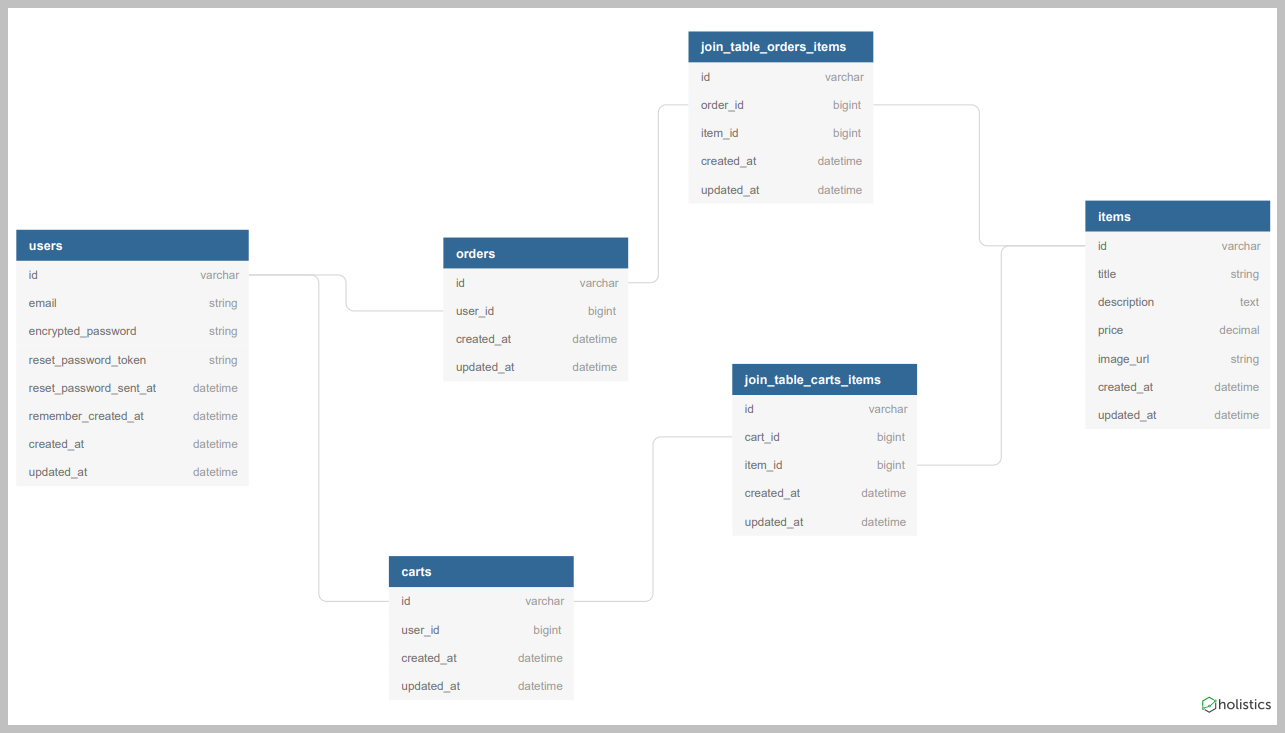 join_table_orders_items
id varchar
order_id bigint
item_id bigint
created_at datetime
updated_at datetime
items
id varchar
title string
description text
price decimal
image_url string
created_at datetime
updated_at datetime
users
id varchar
email string
encrypted_password string
reset_password_token string
reset_password_sent_at datetime
remember_created_at datetime
created_at datetime
updated_at datetime
orders
id varchar
user_id bigint
created_at datetime
updated_at datetime
join_table_carts_items
id varchar
cart_id bigint
item_id bigint
created_at datetime
updated_at datetime
carts
id varchar
user_id bigint
created_at datetime
updated_at datetime
holistics